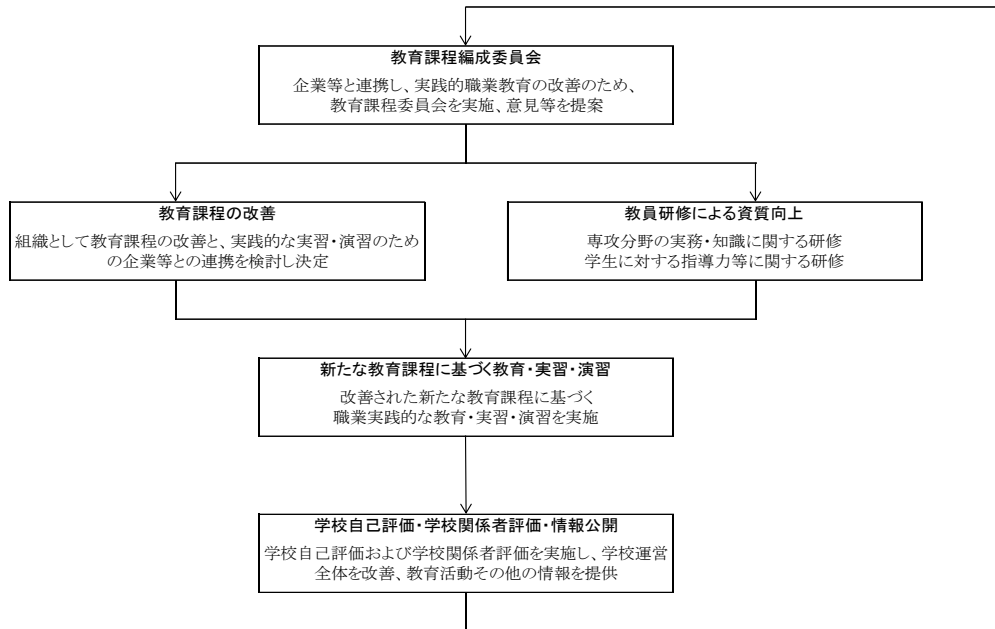 教育課程編成委員会
企業等と連携し、実践的職業教育の改善のため、
教育課程委員会を実施、意見等を提案
教育課程の改善
組織として教育課程の改善と、実践的な実習・演習のため
の企業等との連携を検討し決定
教員研修による資質向上
専攻分野の実務・知識に関する研修
学生に対する指導力等に関する研修
新たな教育課程に基づく教育・実習・演習
改善された新たな教育課程に基づく
職業実践的な教育・実習・演習を実施
学校自己評価・学校関係者評価・情報公開
学校自己評価および学校関係者評価を実施し、学校運営
全体を改善、教育活動その他の情報を提供